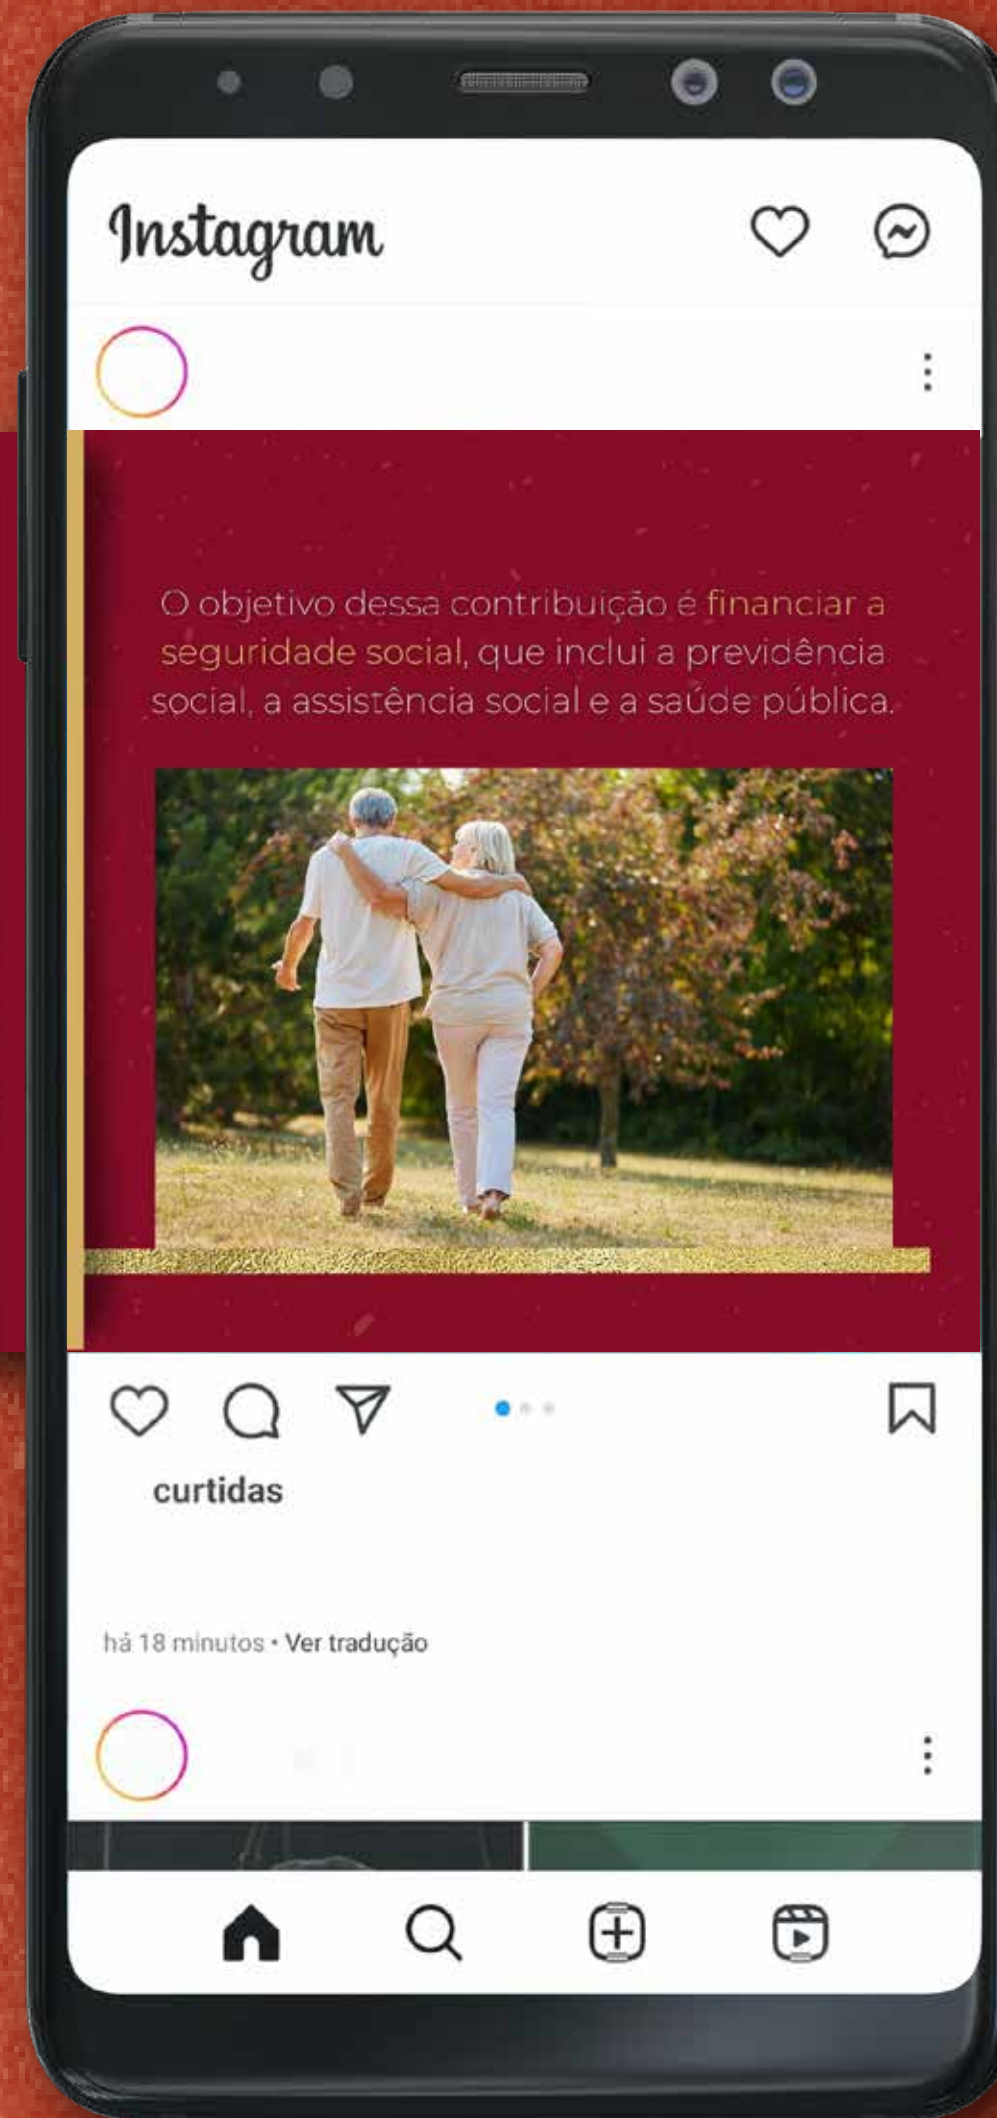 Instagram
O objetivo dessa contribuição é financiar a
seguridade social, que inclui a previdência
social, a assistência social e a saúde pública.
curtidas
há 18 minutos • Ver tradução